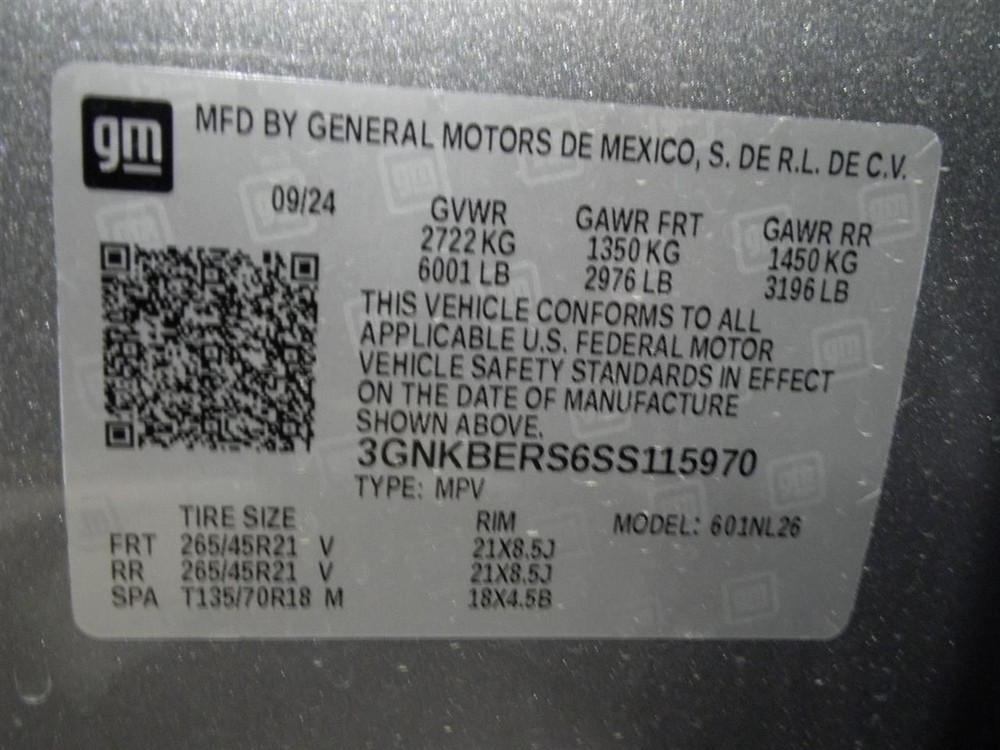 gm
MFD BY GENERAL MOTORS DE MEXICO, S. DE R.L. DE C.V.
09/24
GVWR GAWR FRT GAWR RR
2722 KG 1350 KG 1450 KG
6001 LB 2976 LB 3196 LB
THIS VEHICLE CONFORMS TO ALL
APPLICABLE U.S. FEDERAL MOTOR
VEHICLE SAFETY STANDARDS IN EFFECT
ON THE DATE OF MANUFACTURE
SHOWN ABOVE.
3GNKBERS6SS115970
TYPE: MPV
TIRE SIZE RIM MODEL: 601NL26
FRT 265/45R21 V 21X8.5J
RR 265/45R21 V 21X8.5J
SPA T135/70R18 M 18X4.5B